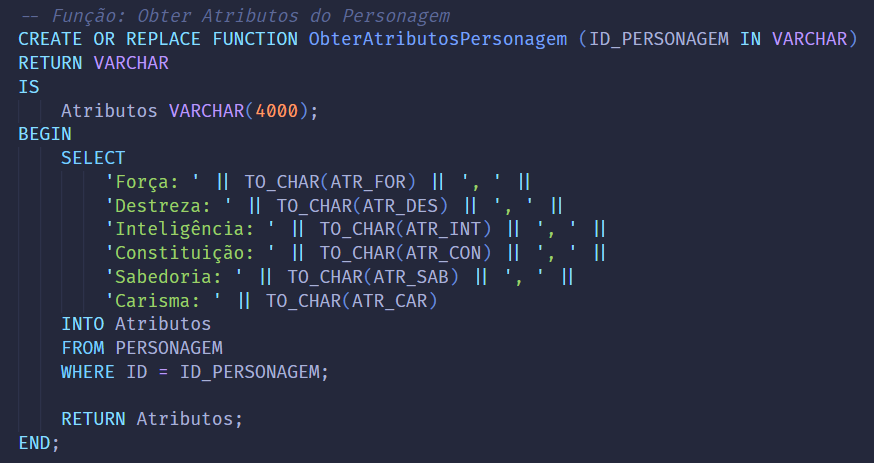 -- Função: Obter Atributos do Personagem
CREATE OR REPLACE FUNCTION ObterAtributosPersonagem (ID_PERSONAGEM IN VARCHAR)
RETURN VARCHAR
IS
    Atributos VARCHAR(4000);
BEGIN
    SELECT
        'Força: ' || TO_CHAR(ATR_FOR) || ', ' ||
        'Destreza: ' || TO_CHAR(ATR_DES) || ', ' ||
        'Inteligência: ' || TO_CHAR(ATR_INT) || ', ' ||
        'Constituição: ' || TO_CHAR(ATR_CON) || ', ' ||
        'Sabedoria: ' || TO_CHAR(ATR_SAB) || ', ' ||
        'Carisma: ' || TO_CHAR(ATR_CAR)
    INTO Atributos
    FROM PERSONAGEM
    WHERE ID = ID_PERSONAGEM;

    RETURN Atributos;
END;